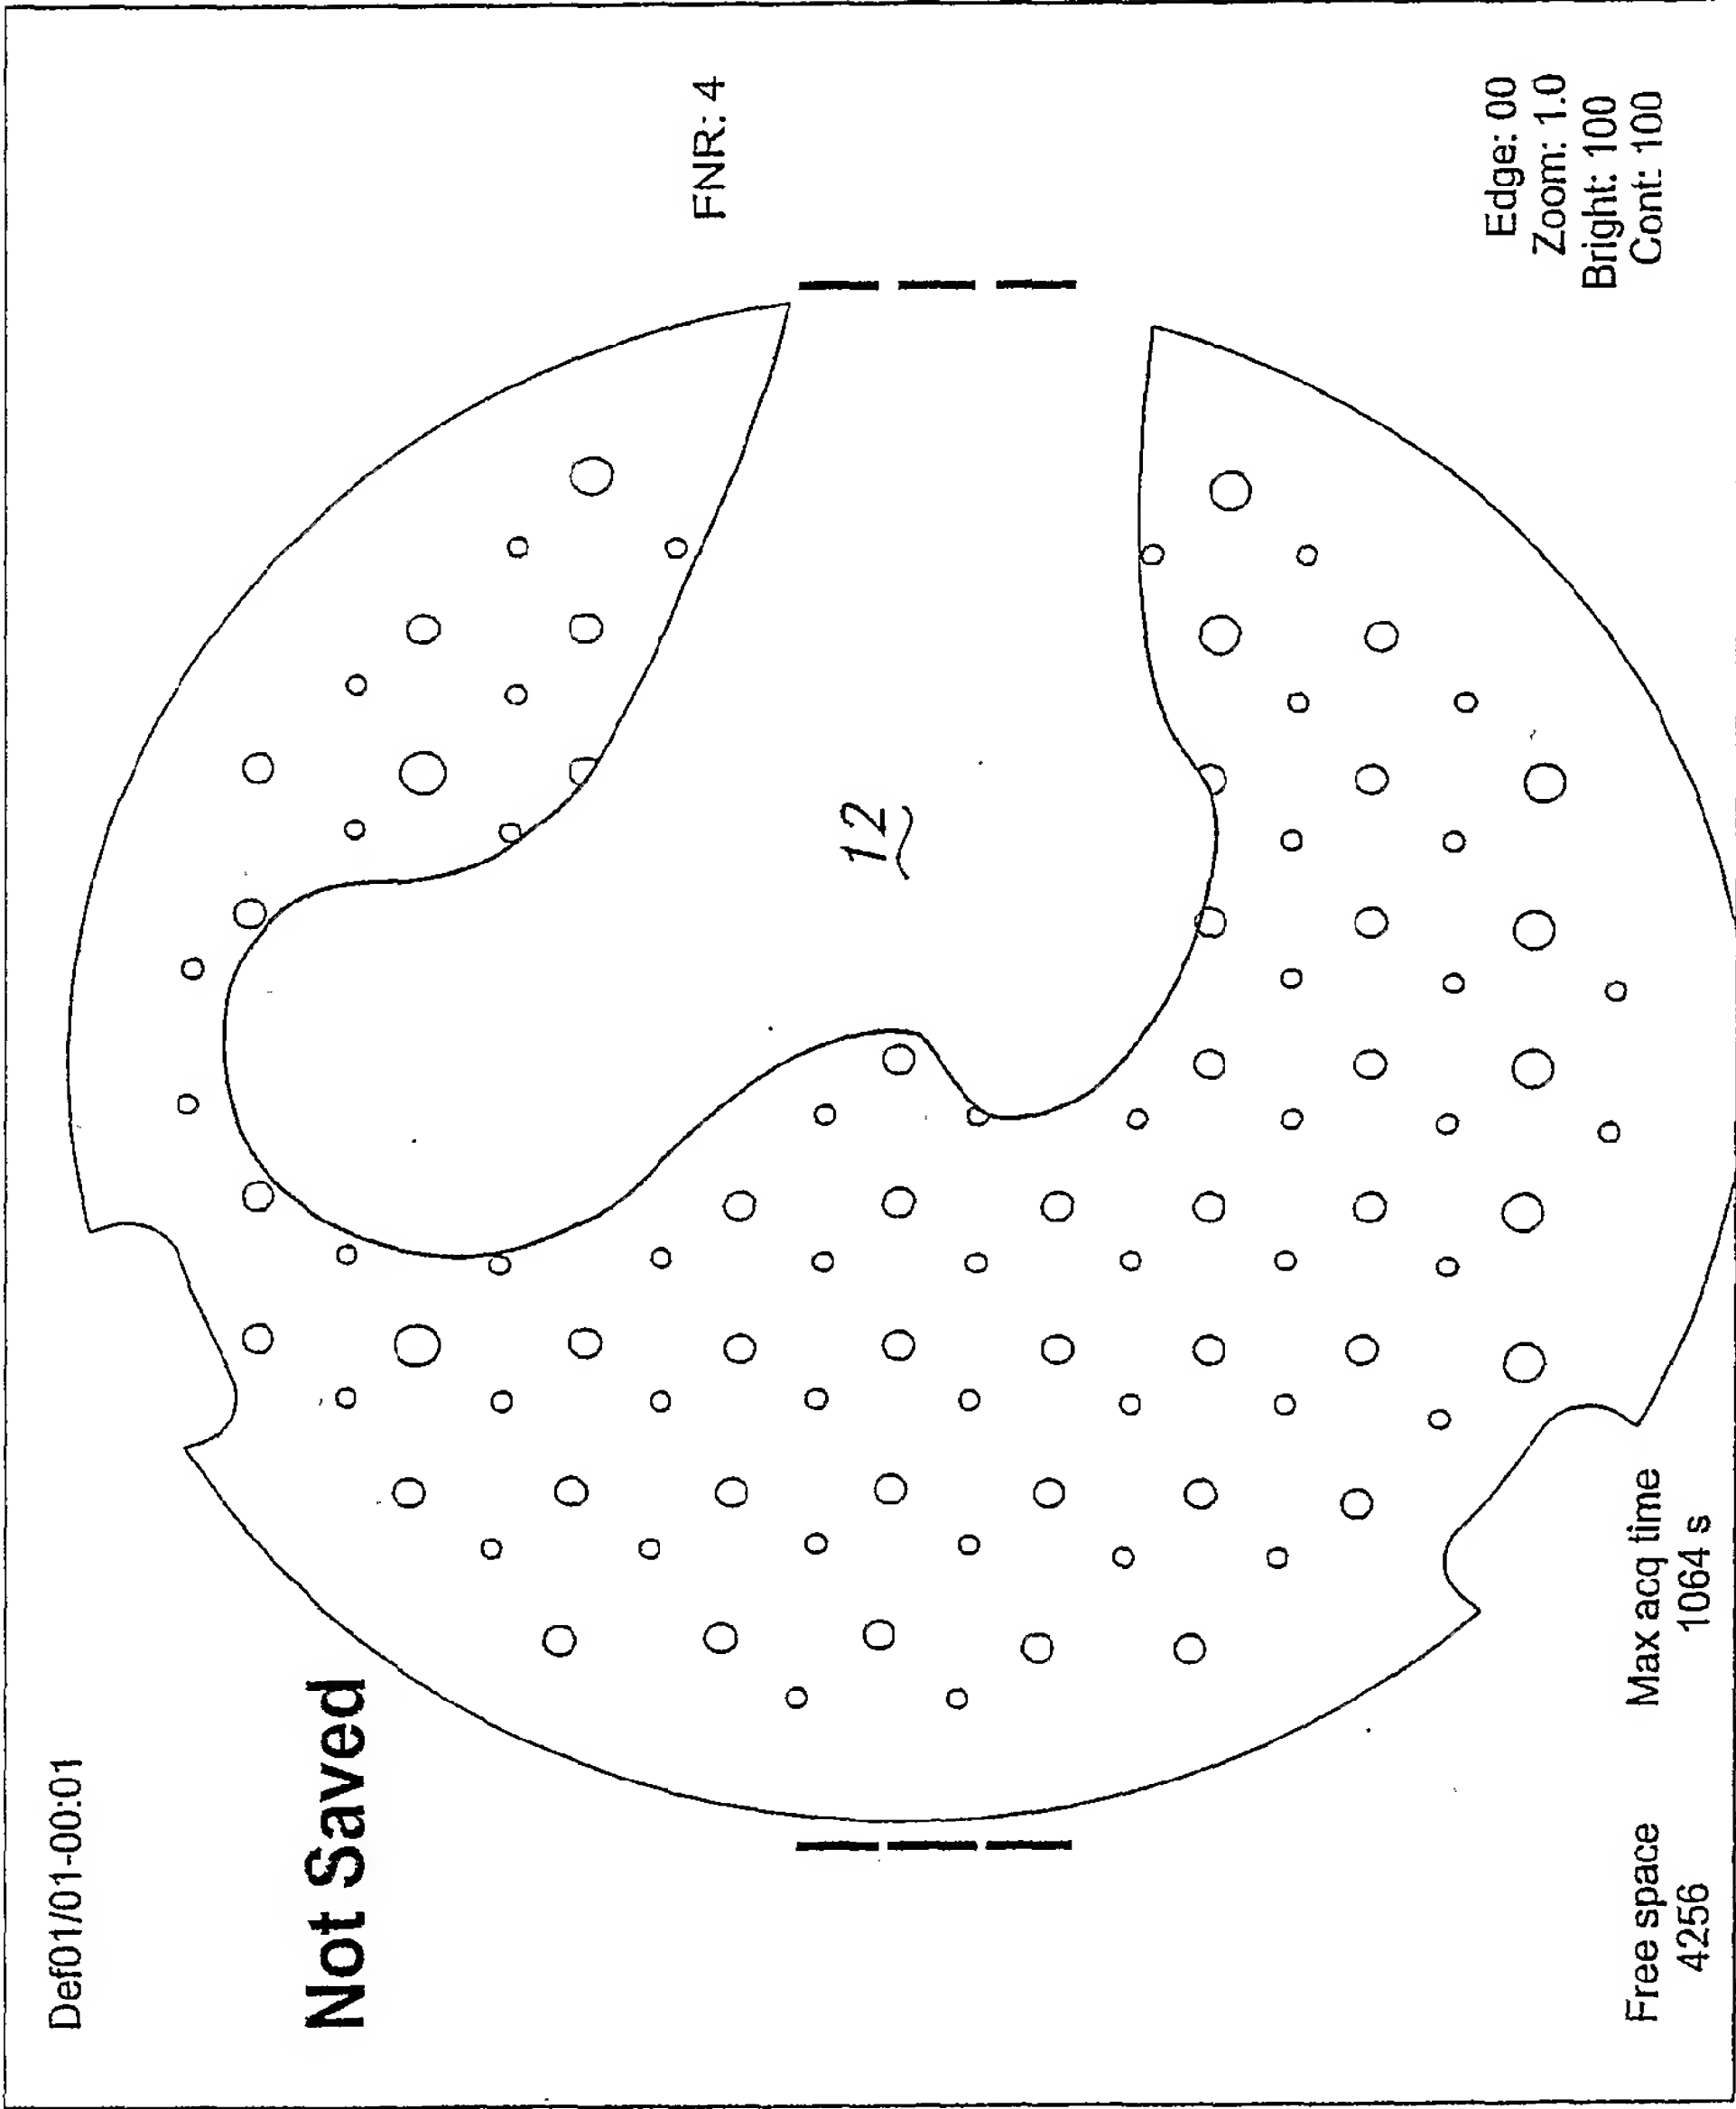 Def01/01-00:01
Not Saved
FNR: 4
12
Free space
4256
Max acq time
1064 s
Edge: 00
Zoom: 1.0
Bright: 100
Cont: 100